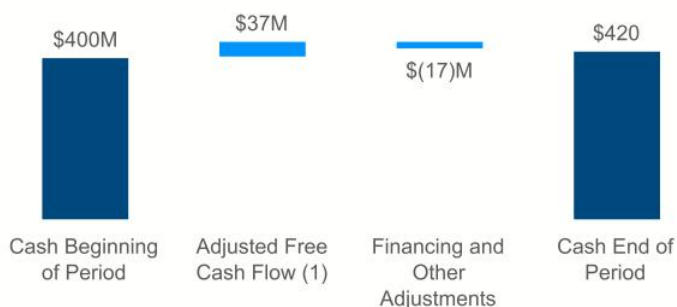 $400M
$37M
$(17)M
$420
Cash Beginning
of Period
Adjusted Free
Cash Flow (1)
Financing and
Other
Adjustments
Cash End of
Period